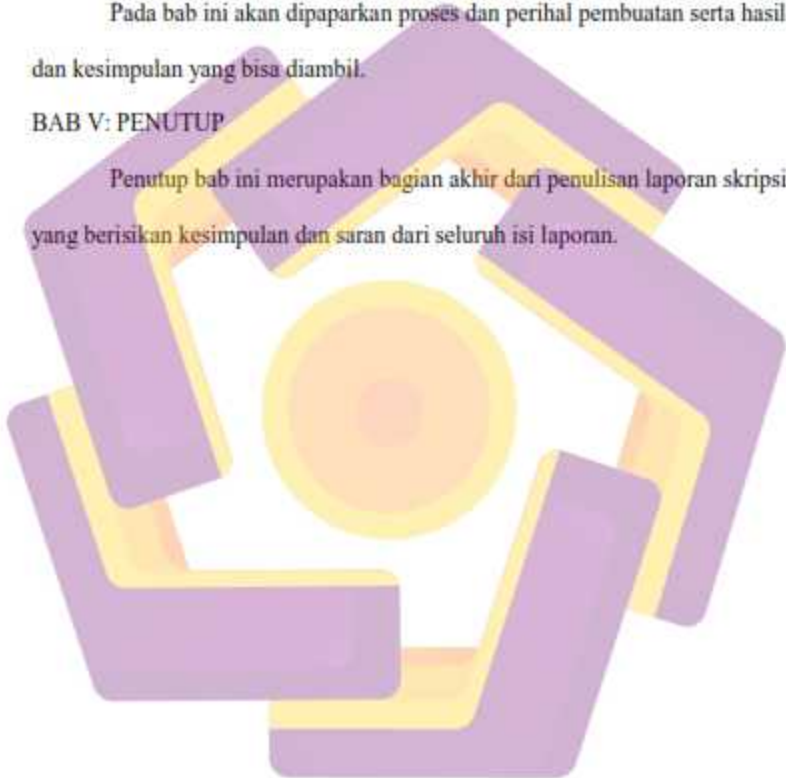 Pada bab ini akan dipaparkan proses dan perihal pembuatan serta hasil
dan kesimpulan yang bisa diambil.
BAB V: PENUTUP
Penutup bab ini merupakan bagian akhir dari penulisan laporan skripsi
yang berisikan kesimpulan dan saran dari seluruh isi laporan.